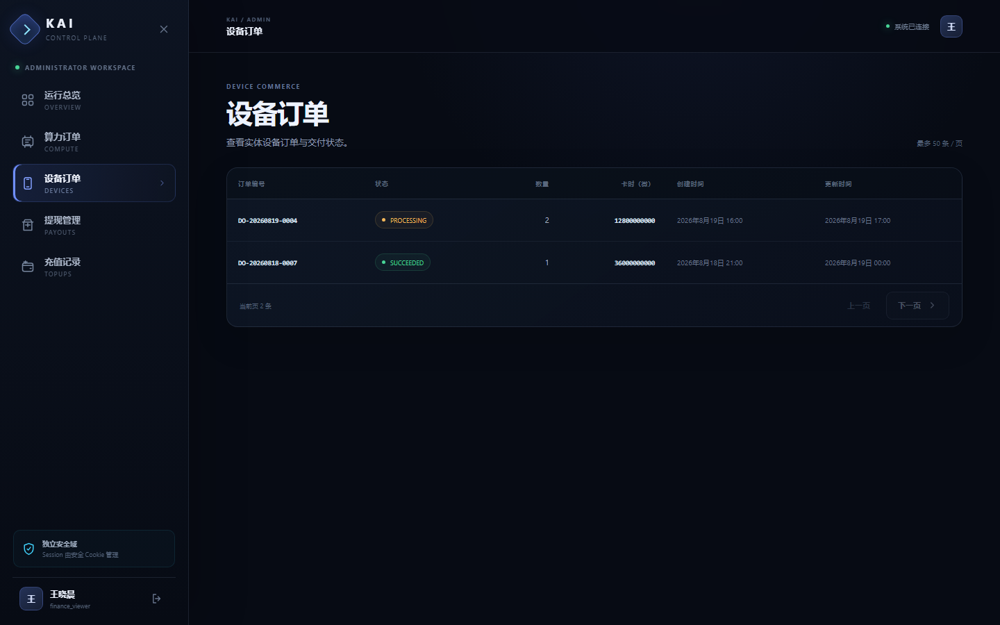 KAI
CONTROL PLANE
ADMINISTRATOR WORKSPACE
运行总览
OVERVIEW
算力订单
COMPUTE
设备订单
DEVICES
提现管理
PAYOUTS
充值记录
TOPUPS
独立安全域
Session 由安全 Cookie 管理
王
王晓晨
finance_viewer
KAI / ADMIN
设备订单
系统已连接
王
DEVICE COMMERCE
设备订单
查看实体设备订单与交付状态。
最多 50 条 / 页
订单编号 状态 数量 卡时（微） 创建时间 更新时间
DO-20260819-0004 PROCESSING 2 12800000000 2026年8月19日 16:00 2026年8月19日 17:00
DO-20260818-0007 SUCCEEDED 1 36000000000 2026年8月18日 21:00 2026年8月19日 00:00
当前页 2 条
上一页
下一页